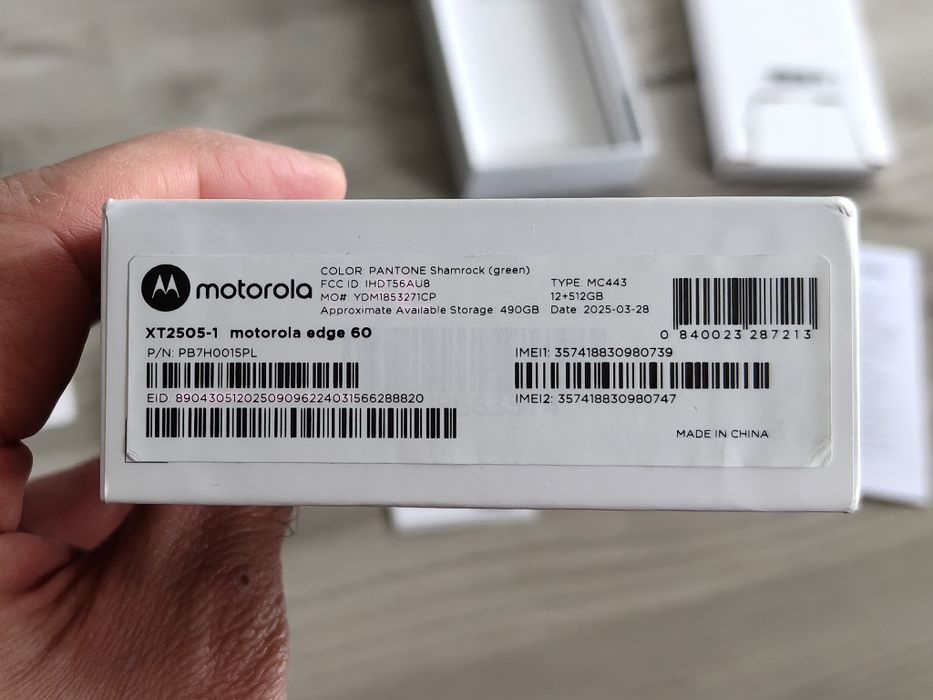 motorola
COLOR: PANTONE Shamrock (green)
FCC ID: IHDT56AU8
MO#: YDM1853271CP
Approximate Available Storage: 490GB
TYPE: MC443
12+512GB
Date: 2025-03-28
0 840023 287213
XT2505-1 motorola edge 60
P/N: PB7H0015PL
EID: 89043051202509096224031566288820
IMEI1: 357418830980739
IMEI2: 357418830980747
MADE IN CHINA